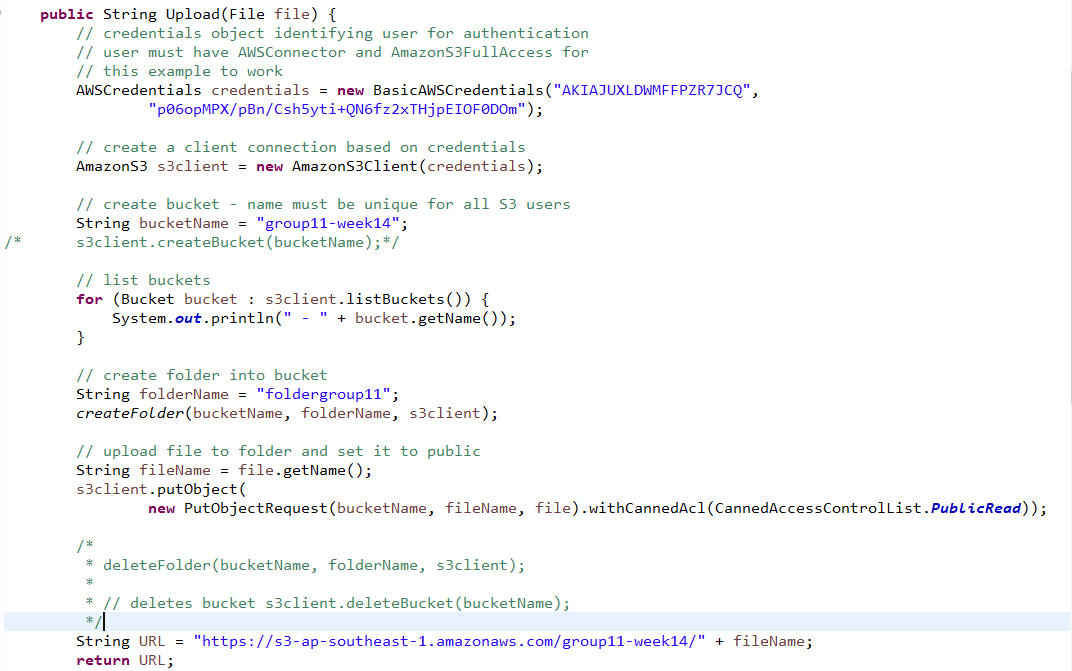 public String Upload(File file) {
// credentials object identifying user for authentication
// user must have AWSConnector and AmazonS3FullAccess for
// this example to work
AWSCredentials credentials = new BasicAWSCredentials("AKIAJUXLDWMFFPZR7JCQ",
"p06opMPX/pBn/Csh5yti+QN6fz2xTHjpEIOF0DOm");
// create a client connection based on credentials
AmazonS3 s3client = new AmazonS3Client(credentials);
// create bucket - name must be unique for all S3 users
String bucketName = "group11-week14";
/* s3client.createBucket(bucketName);*/
// list buckets
for (Bucket bucket : s3client.listBuckets()) {
System.out.println(" - " + bucket.getName());
}
// create folder into bucket
String folderName = "foldergroup11";
createFolder(bucketName, folderName, s3client);
// upload file to folder and set it to public
String fileName = file.getName();
s3client.putObject(
new PutObjectRequest(bucketName, fileName, file).withCannedAcl(CannedAccessControlList.PublicRead));
/*
* deleteFolder(bucketName, folderName, s3client);
*
* // deletes bucket s3client.deleteBucket(bucketName);
*/
String URL = "https://s3-ap-southeast-1.amazonaws.com/group11-week14/" + fileName;
return URL;